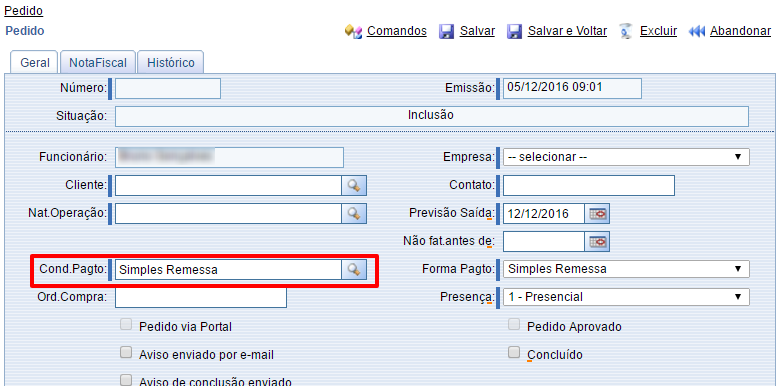 Pedido
Pedido Comandos Salvar Salvar e Voltar Excluir Abandonar
Geral NotaFiscal Histórico
Número: Emissão: 05/12/2016 09:01
Situação: Inclusão
Funcionário: Empresa: -- selecionar --
Cliente: Contato:
Nat.Operação: Previsão Saída: 12/12/2016
Não fat.antes de:
Cond.Pagto: Simples Remessa Forma Pagto: Simples Remessa
Ord.Compra: Presença: 1 - Presencial
Pedido via Portal Pedido Aprovado
Aviso enviado por e-mail Concluído
Aviso de conclusão enviado